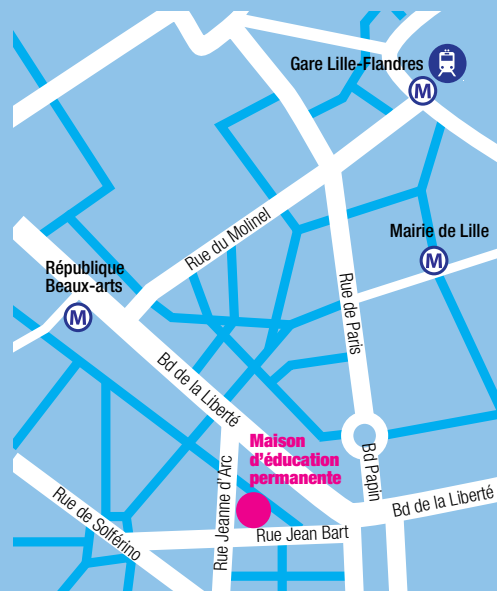 Gare Lille-Flandres
M
Rue du Molinel
Mairie de Lille
M
République
Beaux-arts
M
Rue de Paris
Bd de la Liberté
Maison
d'éducation
permanente
Bd Papin
Rue Jeanne d'Arc
Bd de la Liberté
Rue de Solférino
Rue Jean Bart